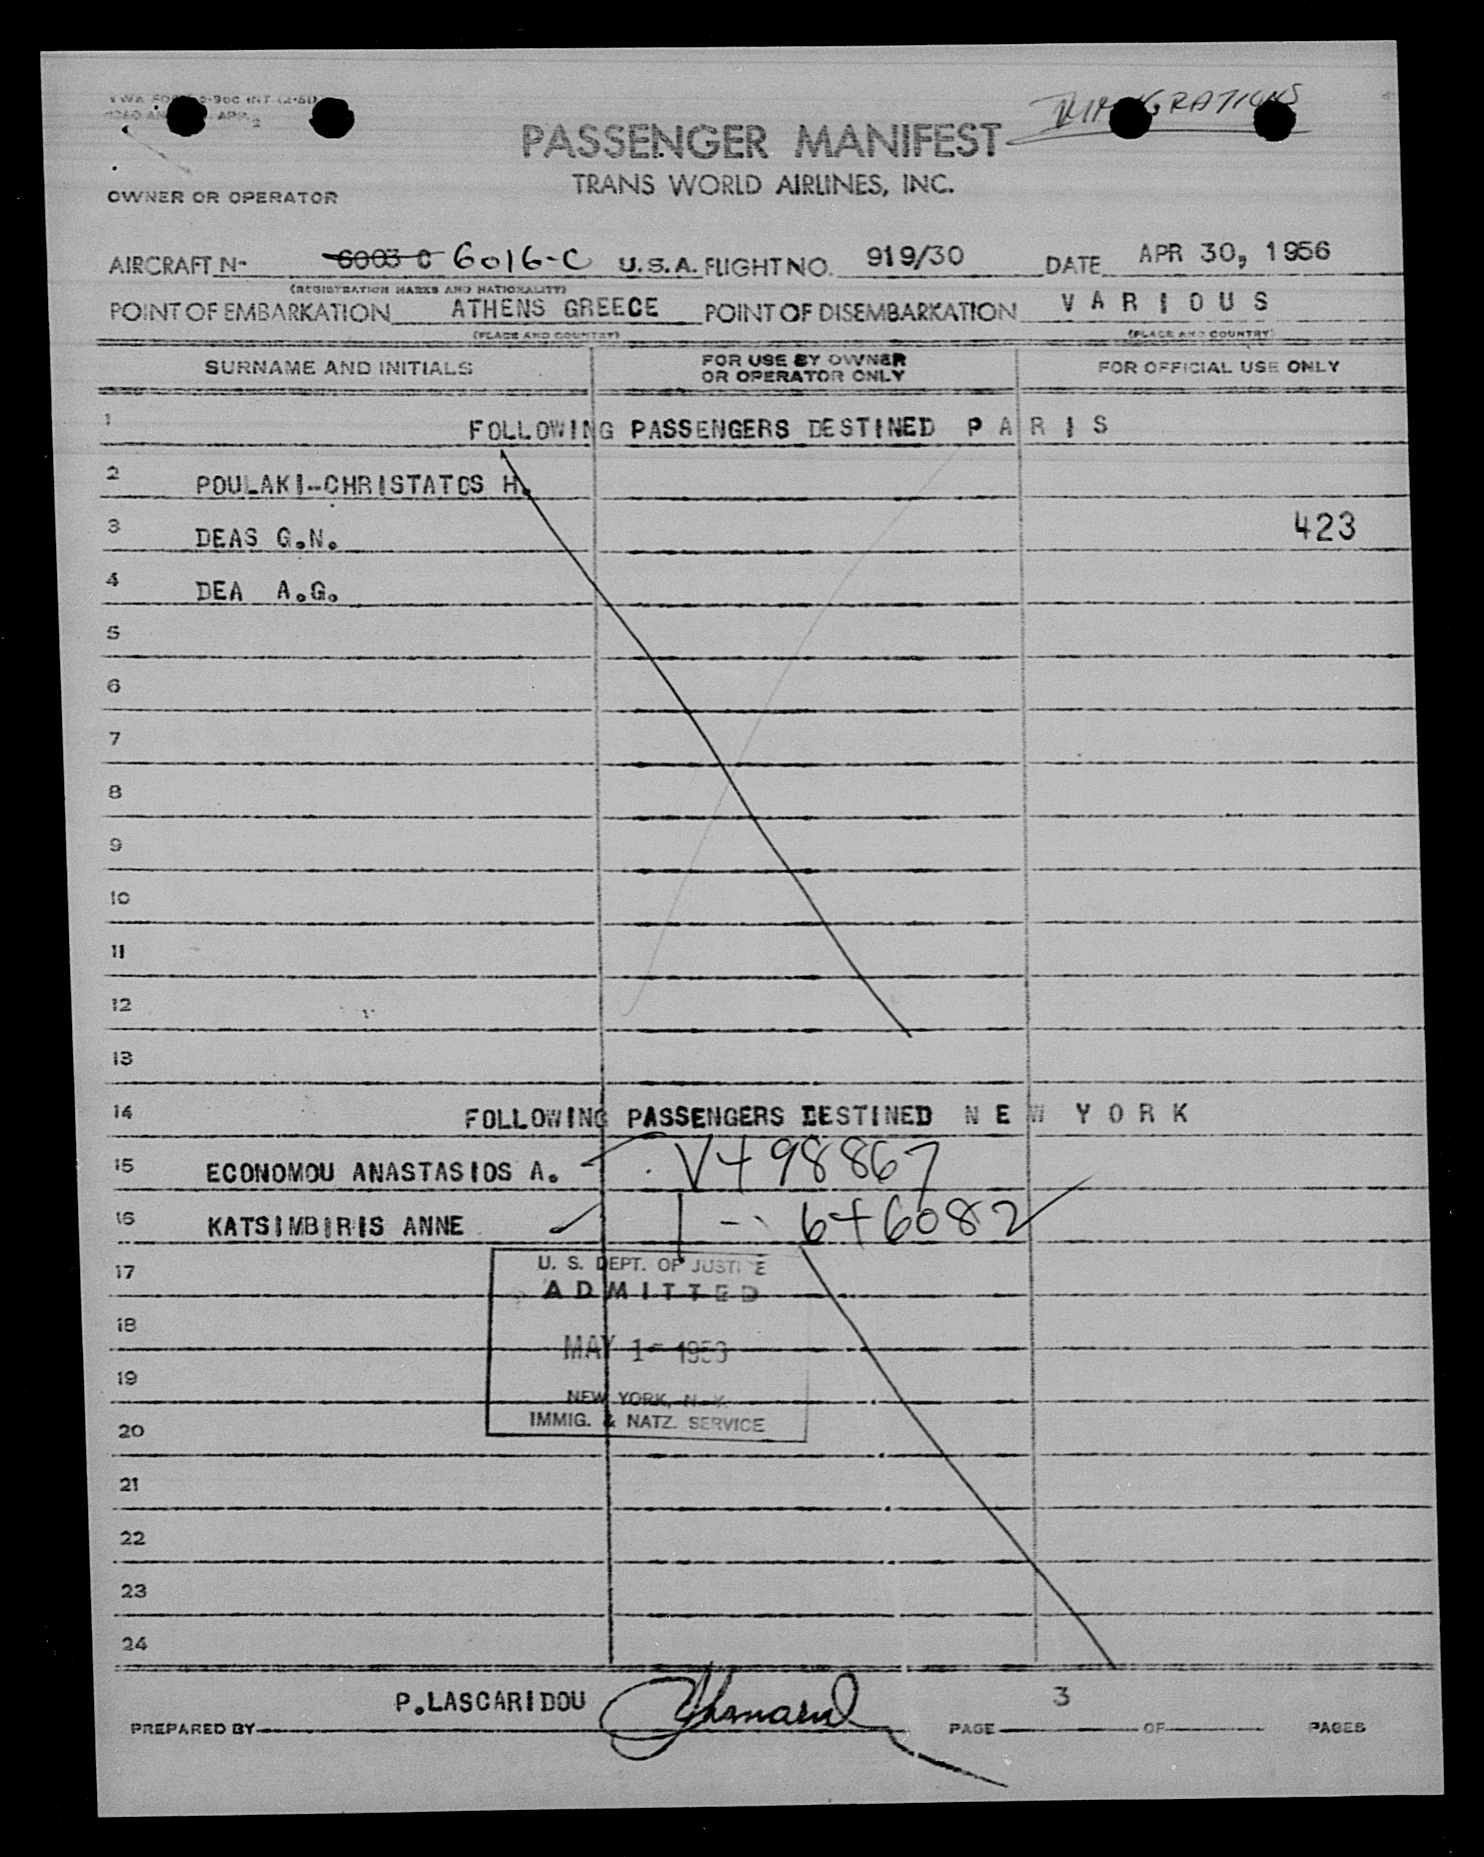 PASSENGER MANIFEST
TRANS WORLD AIRLINES, INC.
OWNER OR OPERATOR
AIRCRAFT Nº 6003 C 6016-C U.S.A. FLIGHT NO. 919/30 DATE APR 30, 1956
(REGISTRATION MARKS AND NATIONALITY)
POINT OF EMBARKATION ATHENS GREECE POINT OF DISEMBARKATION V A R I O U S
(PLACE AND COUNTRY) (PLACE AND COUNTRY)
SURNAME AND INITIALS FOR USE BY OWNER OR OPERATOR ONLY FOR OFFICIAL USE ONLY
1 FOLLOWING PASSENGERS DESTINED P A R I S
2 POULAKI-CHRISTATOS H.
3 DEAS G.N. 423
4 DEA A.G.
5
6
7
8
9
10
11
12
13
14 FOLLOWING PASSENGERS DESTINED N E W Y O R K
15 ECONOMOU ANASTASIOS A. V498867
16 KATSIMBIRIS ANNE 1 - 646082
17
U. S. DEPT. OF JUSTICE
ADMITTED
18
MAY 1 - 195
19
NEW YORK, N. Y.
IMMIG. & NATZ. SERVICE
20
21
22
23
24
PREPARED BY P.LASCARIDOU PAGE 3 OF PAGES